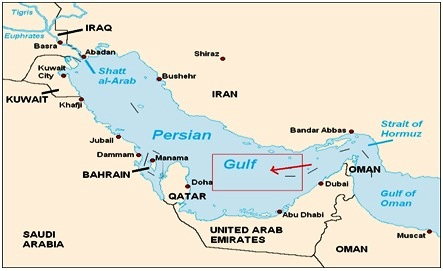 Tigris
IRAQ
Euphrates
Basra
Abadan
Shiraz
Kuwait
City
Shatt
al-Arab
Bushehr
KUWAIT
IRAN
Khafji
Bandar Abbas
Strait of
Hormuz
Jubail
Persian
Gulf
Dammam
Manama
BAHRAIN
OMAN
Doha
Dubai
QATAR
Gulf of
Oman
Abu Dhabi
SAUDI
ARABIA
UNITED ARAB
EMIRATES
Muscat
OMAN